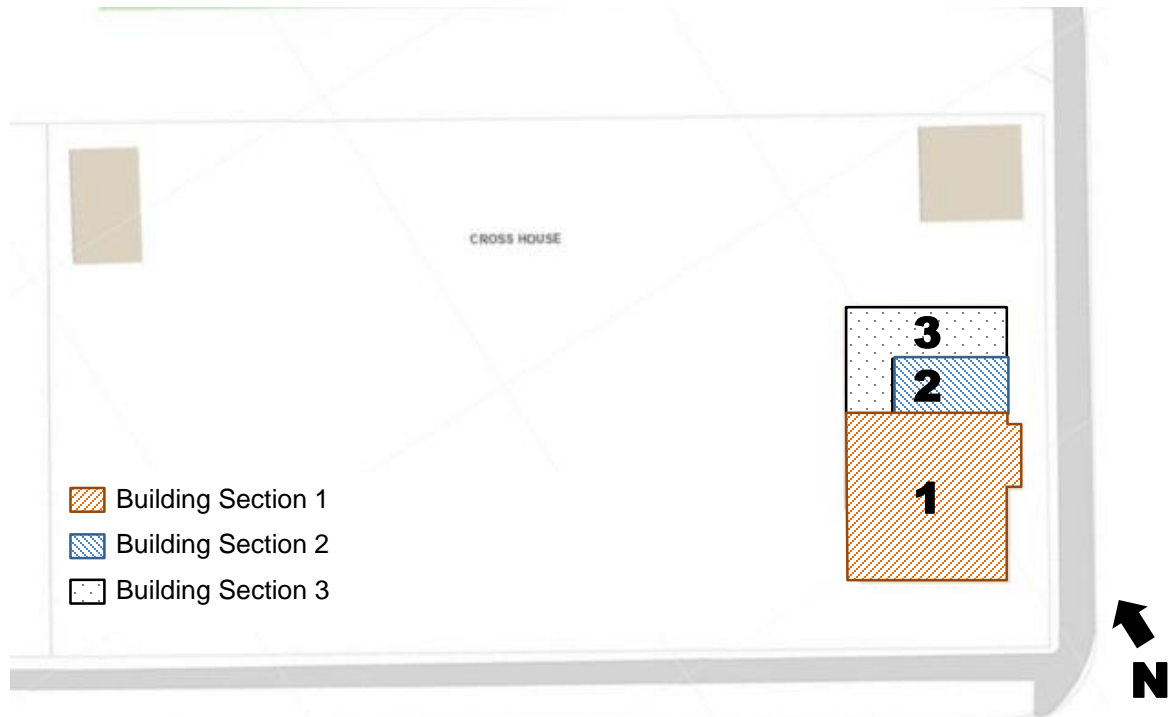 CROSS HOUSE
3
2
1
Building Section 1
Building Section 2
Building Section 3
N